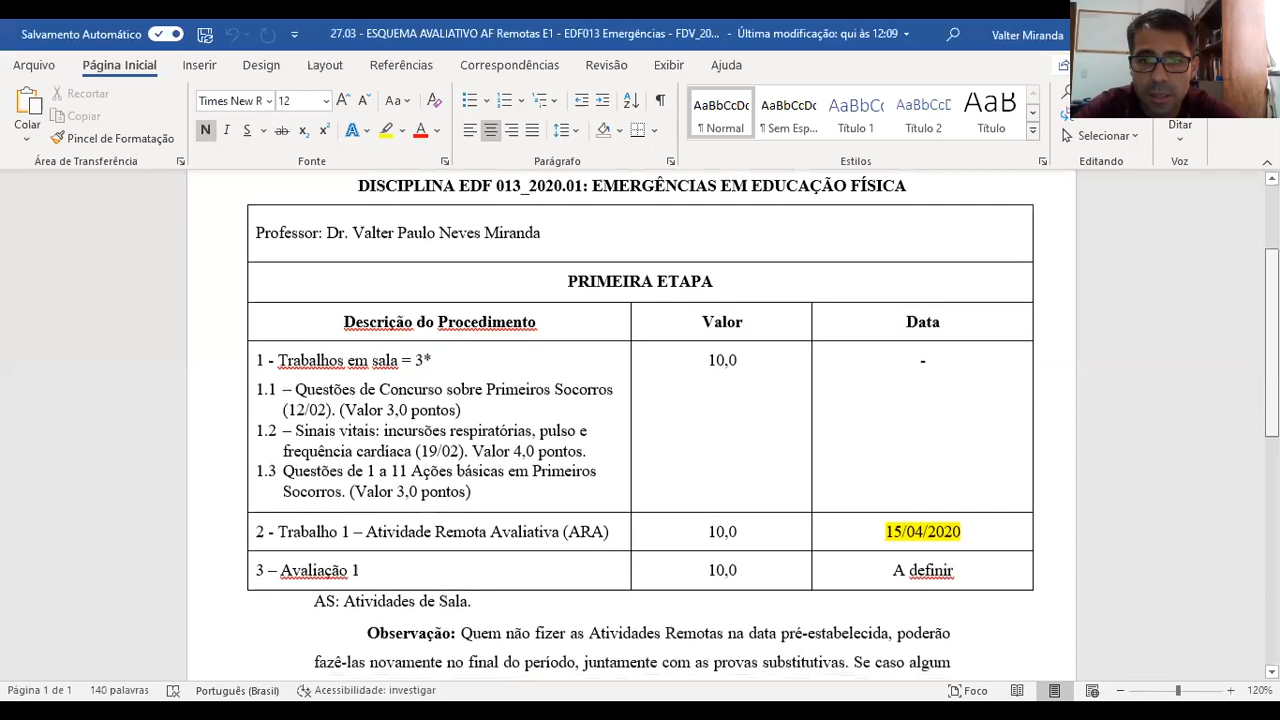 Salvamento Automático
27.03 - ESQUEMA AVALIATIVO AF Remotas E1 - EDF013 Emergências - FDV_20... - Última modificação: qui às 12:09
Valter Miranda
Arquivo Página Inicial Inserir Design Layout Referências Correspondências Revisão Exibir Ajuda
Colar
Recortar
Copiar
Pincel de Formatação
Área de Transferência
Times New R 12
Aa
N I S ab x₂ x² A A
Fonte
Parágrafo
AaBbCcDc AaBbCcDc AaBbCc AaBbCcD AaB
¶ Normal ¶ Sem Esp... Título 1 Título 2 Título
Estilos
Selecionar
Editando
Ditar
Voz
DISCIPLINA EDF 013_2020.01: EMERGÊNCIAS EM EDUCAÇÃO FÍSICA
Professor: Dr. Valter Paulo Neves Miranda
PRIMEIRA ETAPA
Descrição do Procedimento Valor Data
1 - Trabalhos em sala = 3* 10,0 -
1.1 – Questões de Concurso sobre Primeiros Socorros
(12/02). (Valor 3,0 pontos)
1.2 – Sinais vitais: incursões respiratórias, pulso e
frequência cardíaca (19/02). Valor 4,0 pontos.
1.3 Questões de 1 a 11 Ações básicas em Primeiros
Socorros. (Valor 3,0 pontos)
2 - Trabalho 1 – Atividade Remota Avaliativa (ARA) 10,0 15/04/2020
3 – Avaliação 1 10,0 A definir
AS: Atividades de Sala.
Observação: Quem não fizer as Atividades Remotas na data pré-estabelecida, poderão
fazê-las novamente no final do período, juntamente com as provas substitutivas. Se caso algum
Página 1 de 1 140 palavras Português (Brasil) Acessibilidade: investigar Foco 120%